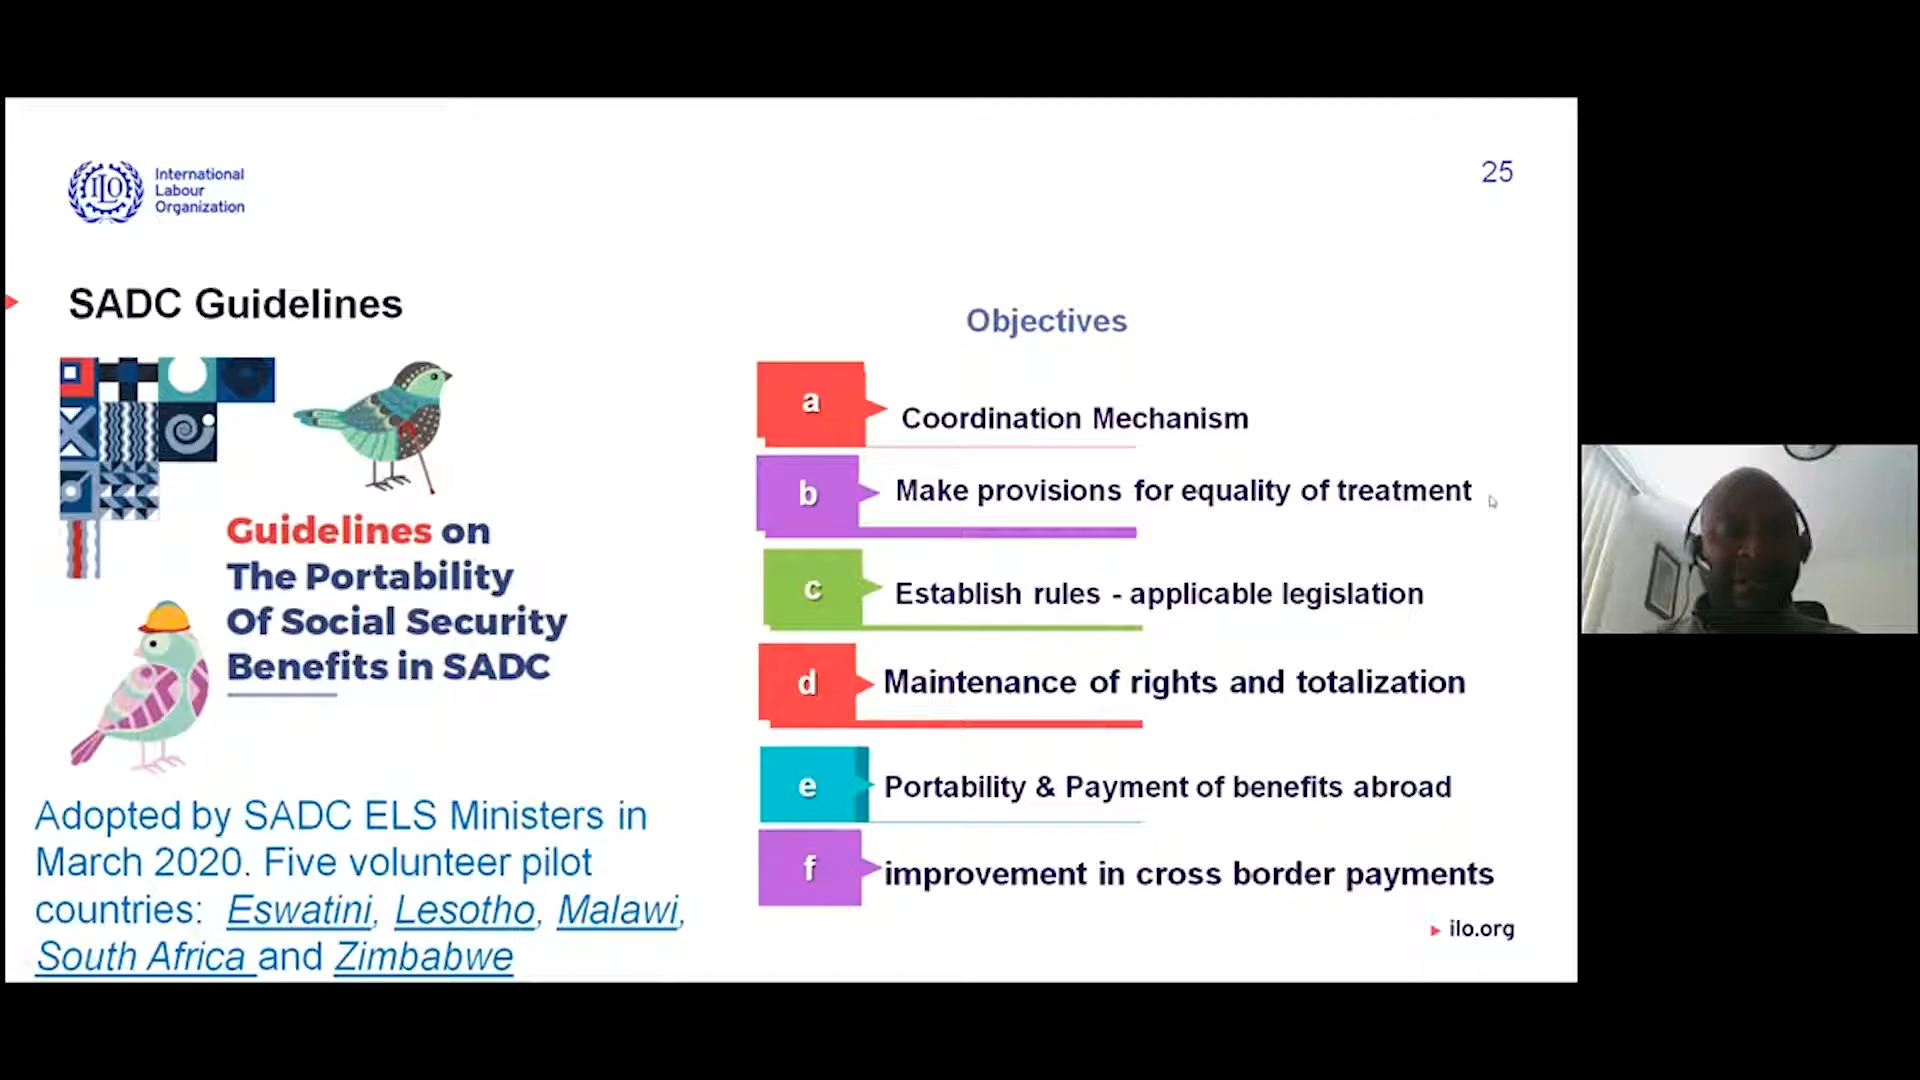 International
Labour
Organization
25
SADC Guidelines
Guidelines on
The Portability
Of Social Security
Benefits in SADC
Adopted by SADC ELS Ministers in
March 2020. Five volunteer pilot
countries: Eswatini, Lesotho, Malawi,
South Africa and Zimbabwe
Objectives
a
Coordination Mechanism
b
Make provisions for equality of treatment
c
Establish rules - applicable legislation
d
Maintenance of rights and totalization
e
Portability & Payment of benefits abroad
f
improvement in cross border payments
ilo.org